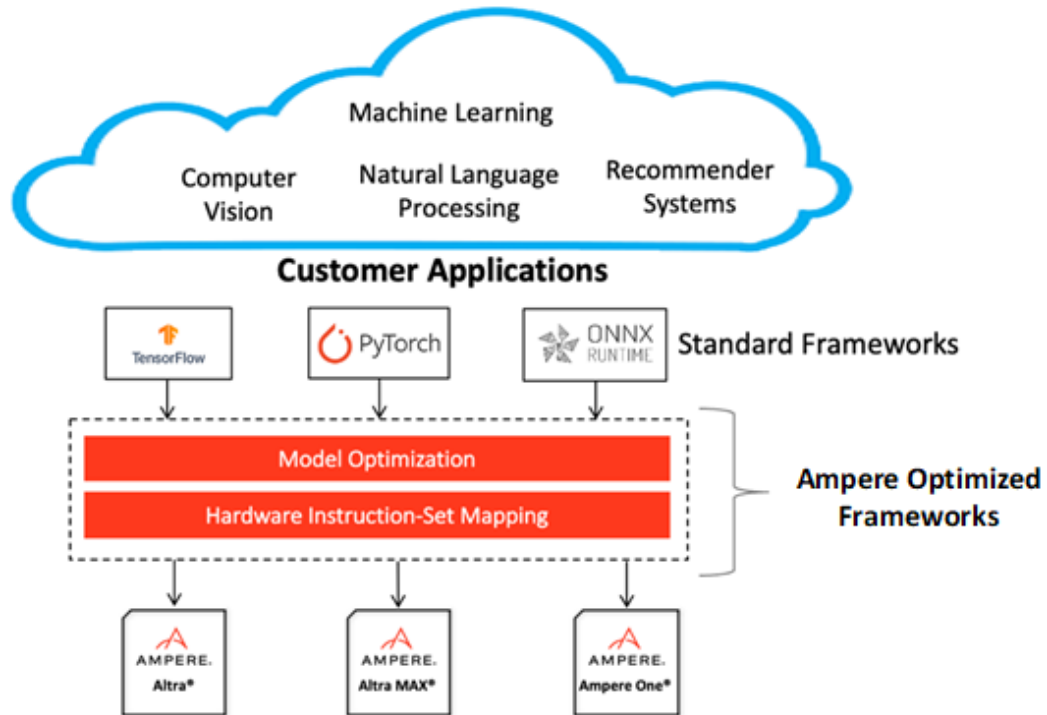 Machine Learning
Computer
Vision
Natural Language
Processing
Recommender
Systems
Customer Applications
TensorFlow
PyTorch
ONNX
RUNTIME
Standard Frameworks
Model Optimization
Hardware Instruction-Set Mapping
Ampere Optimized
Frameworks
AMPERE.
Altra®
AMPERE.
Altra MAX®
AMPERE.
Ampere One®